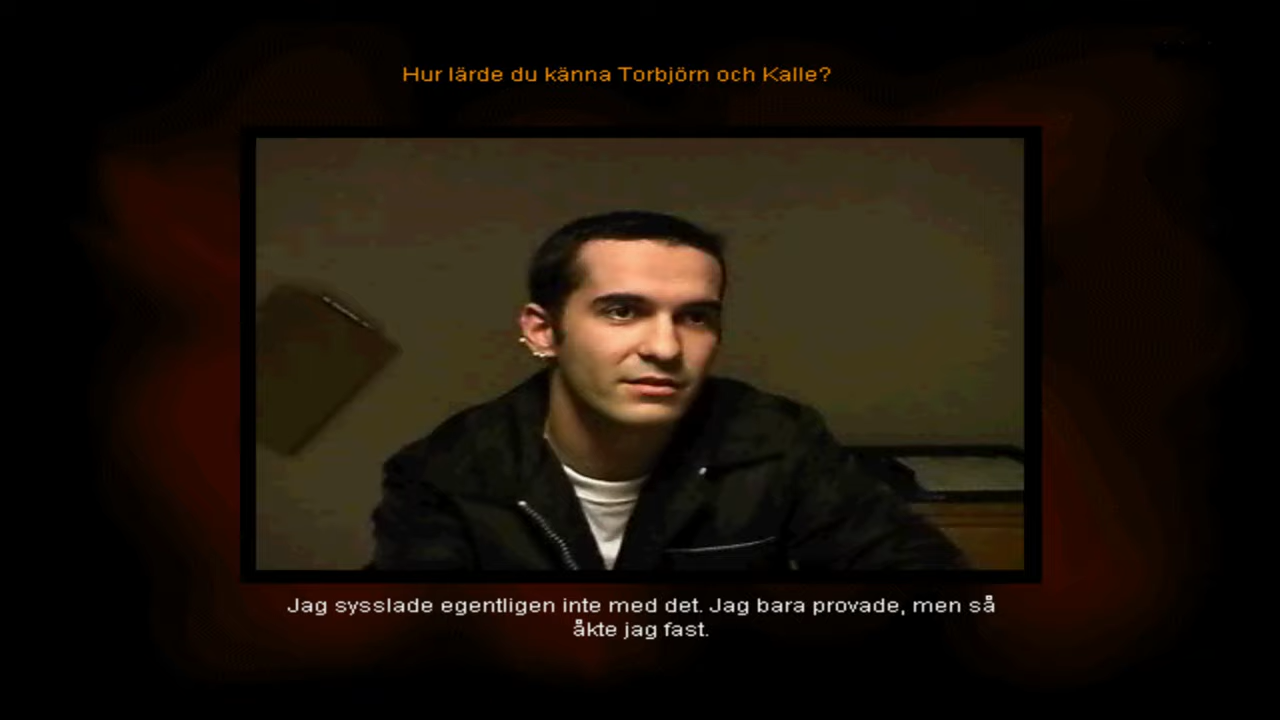 Hur lärde du känna Torbjörn och Kalle?
Jag sysslade egentligen inte med det. Jag bara provade, men så
åkte jag fast.